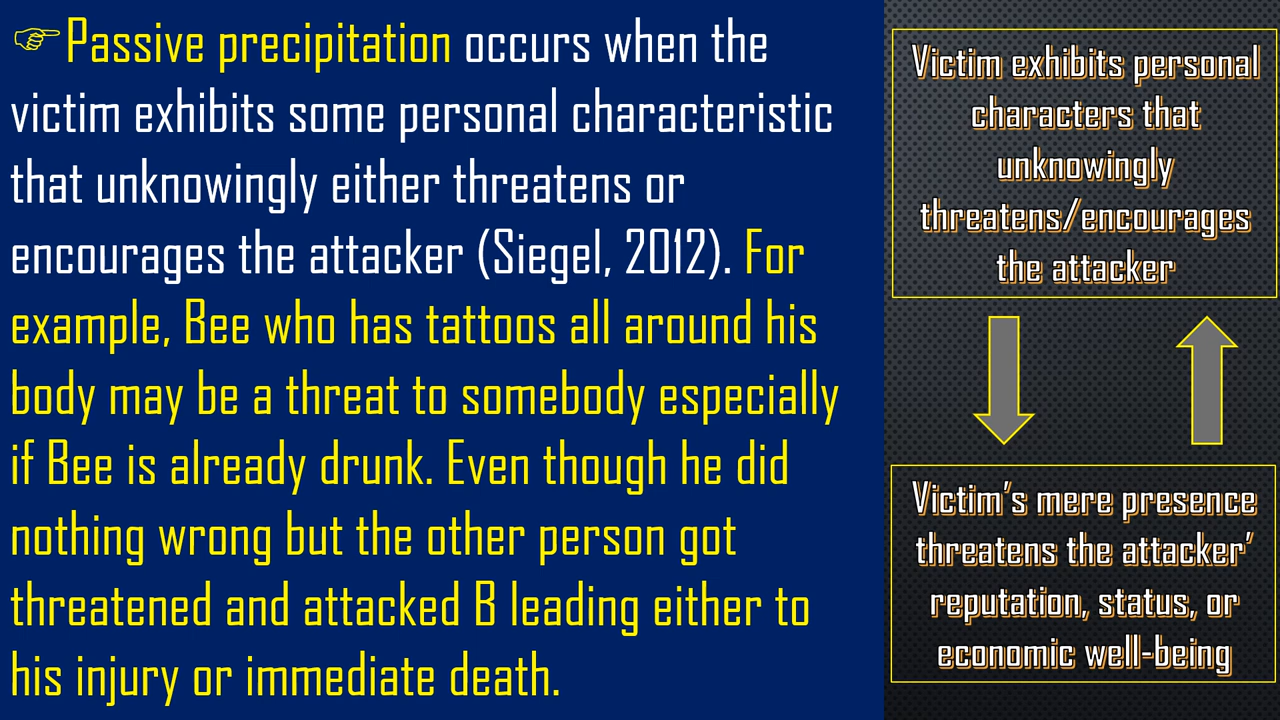 ☞Passive precipitation occurs when the
victim exhibits some personal characteristic
that unknowingly either threatens or
encourages the attacker (Siegel, 2012). For
example, Bee who has tattoos all around his
body may be a threat to somebody especially
if Bee is already drunk. Even though he did
nothing wrong but the other person got
threatened and attacked B leading either to
his injury or immediate death.
Victim exhibits personal
characters that
unknowingly
threatens/encourages
the attacker
Victim's mere presence
threatens the attacker'
reputation, status, or
economic well-being